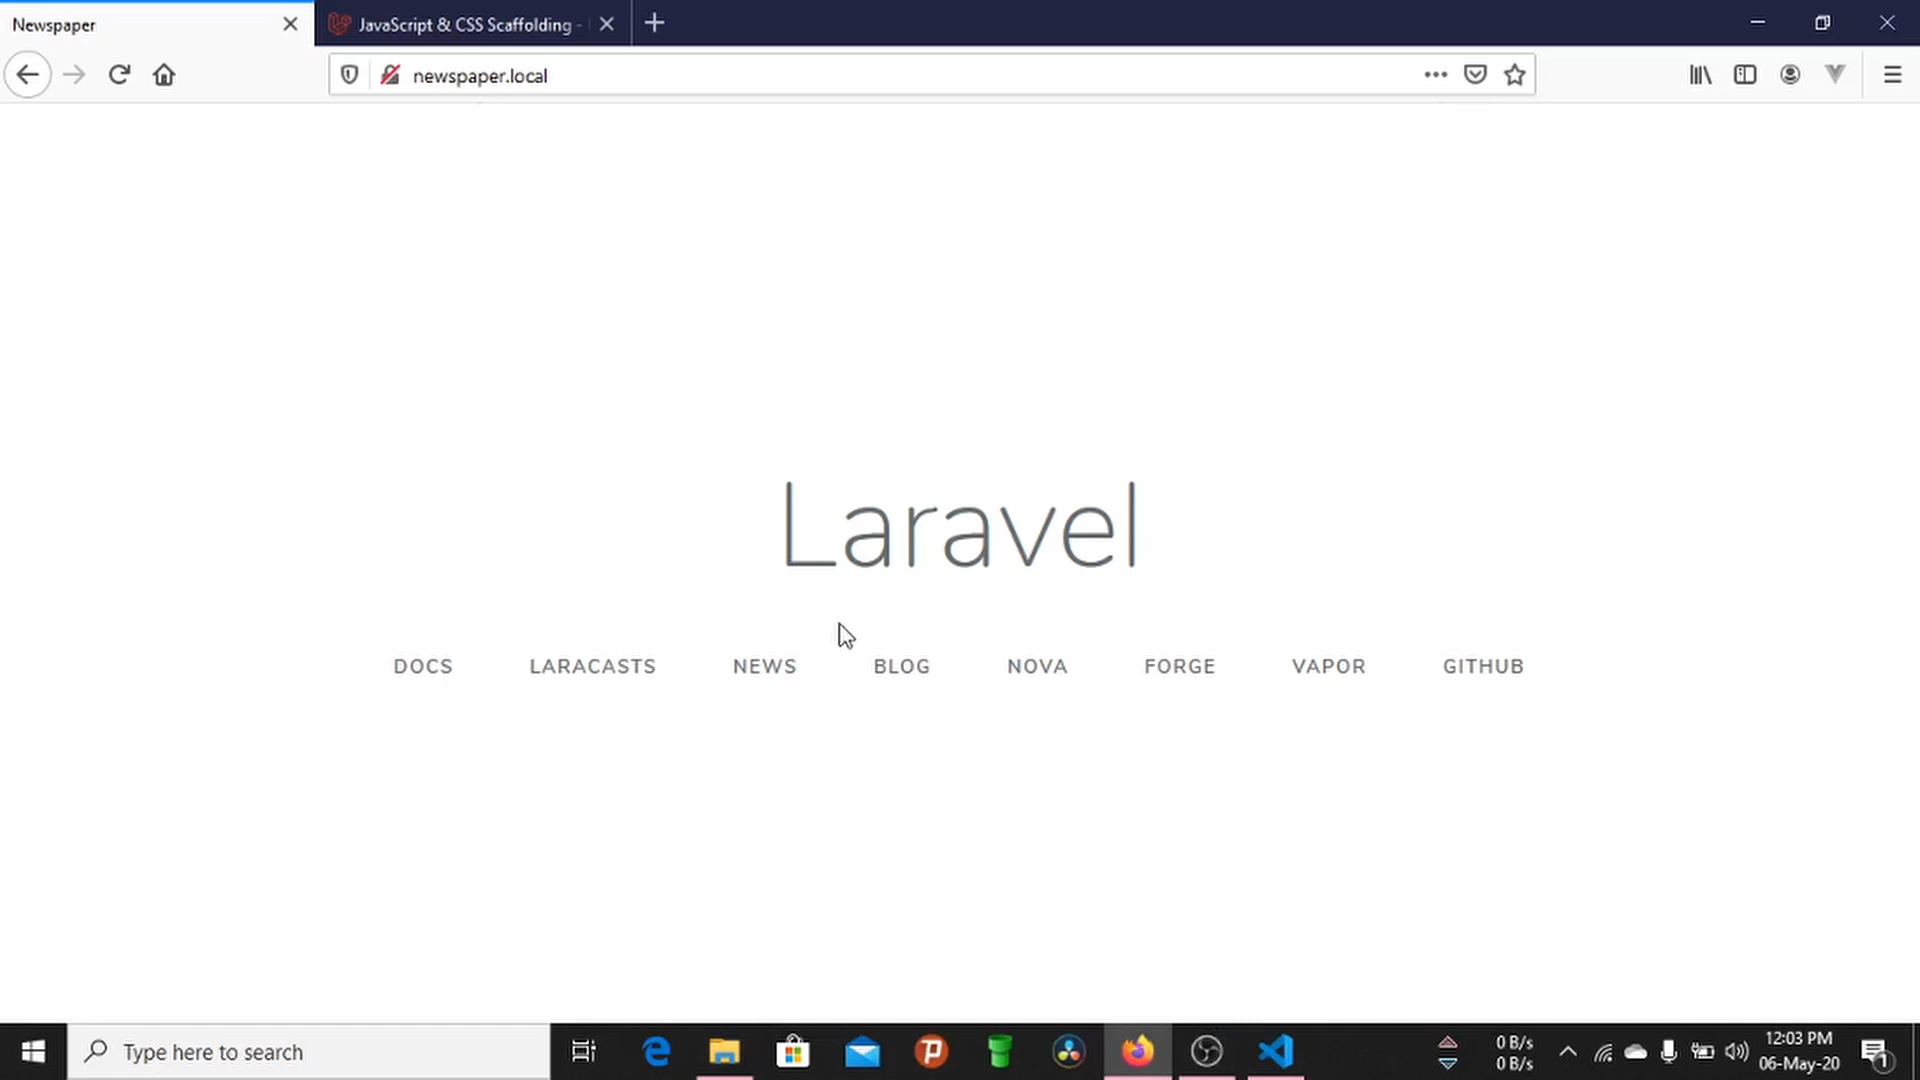 Newspaper
JavaScript & CSS Scaffolding -
newspaper.local
Laravel
DOCS LARACASTS NEWS BLOG NOVA FORGE VAPOR GITHUB
Type here to search
0 B/s
0 B/s
12:03 PM
06-May-20
1